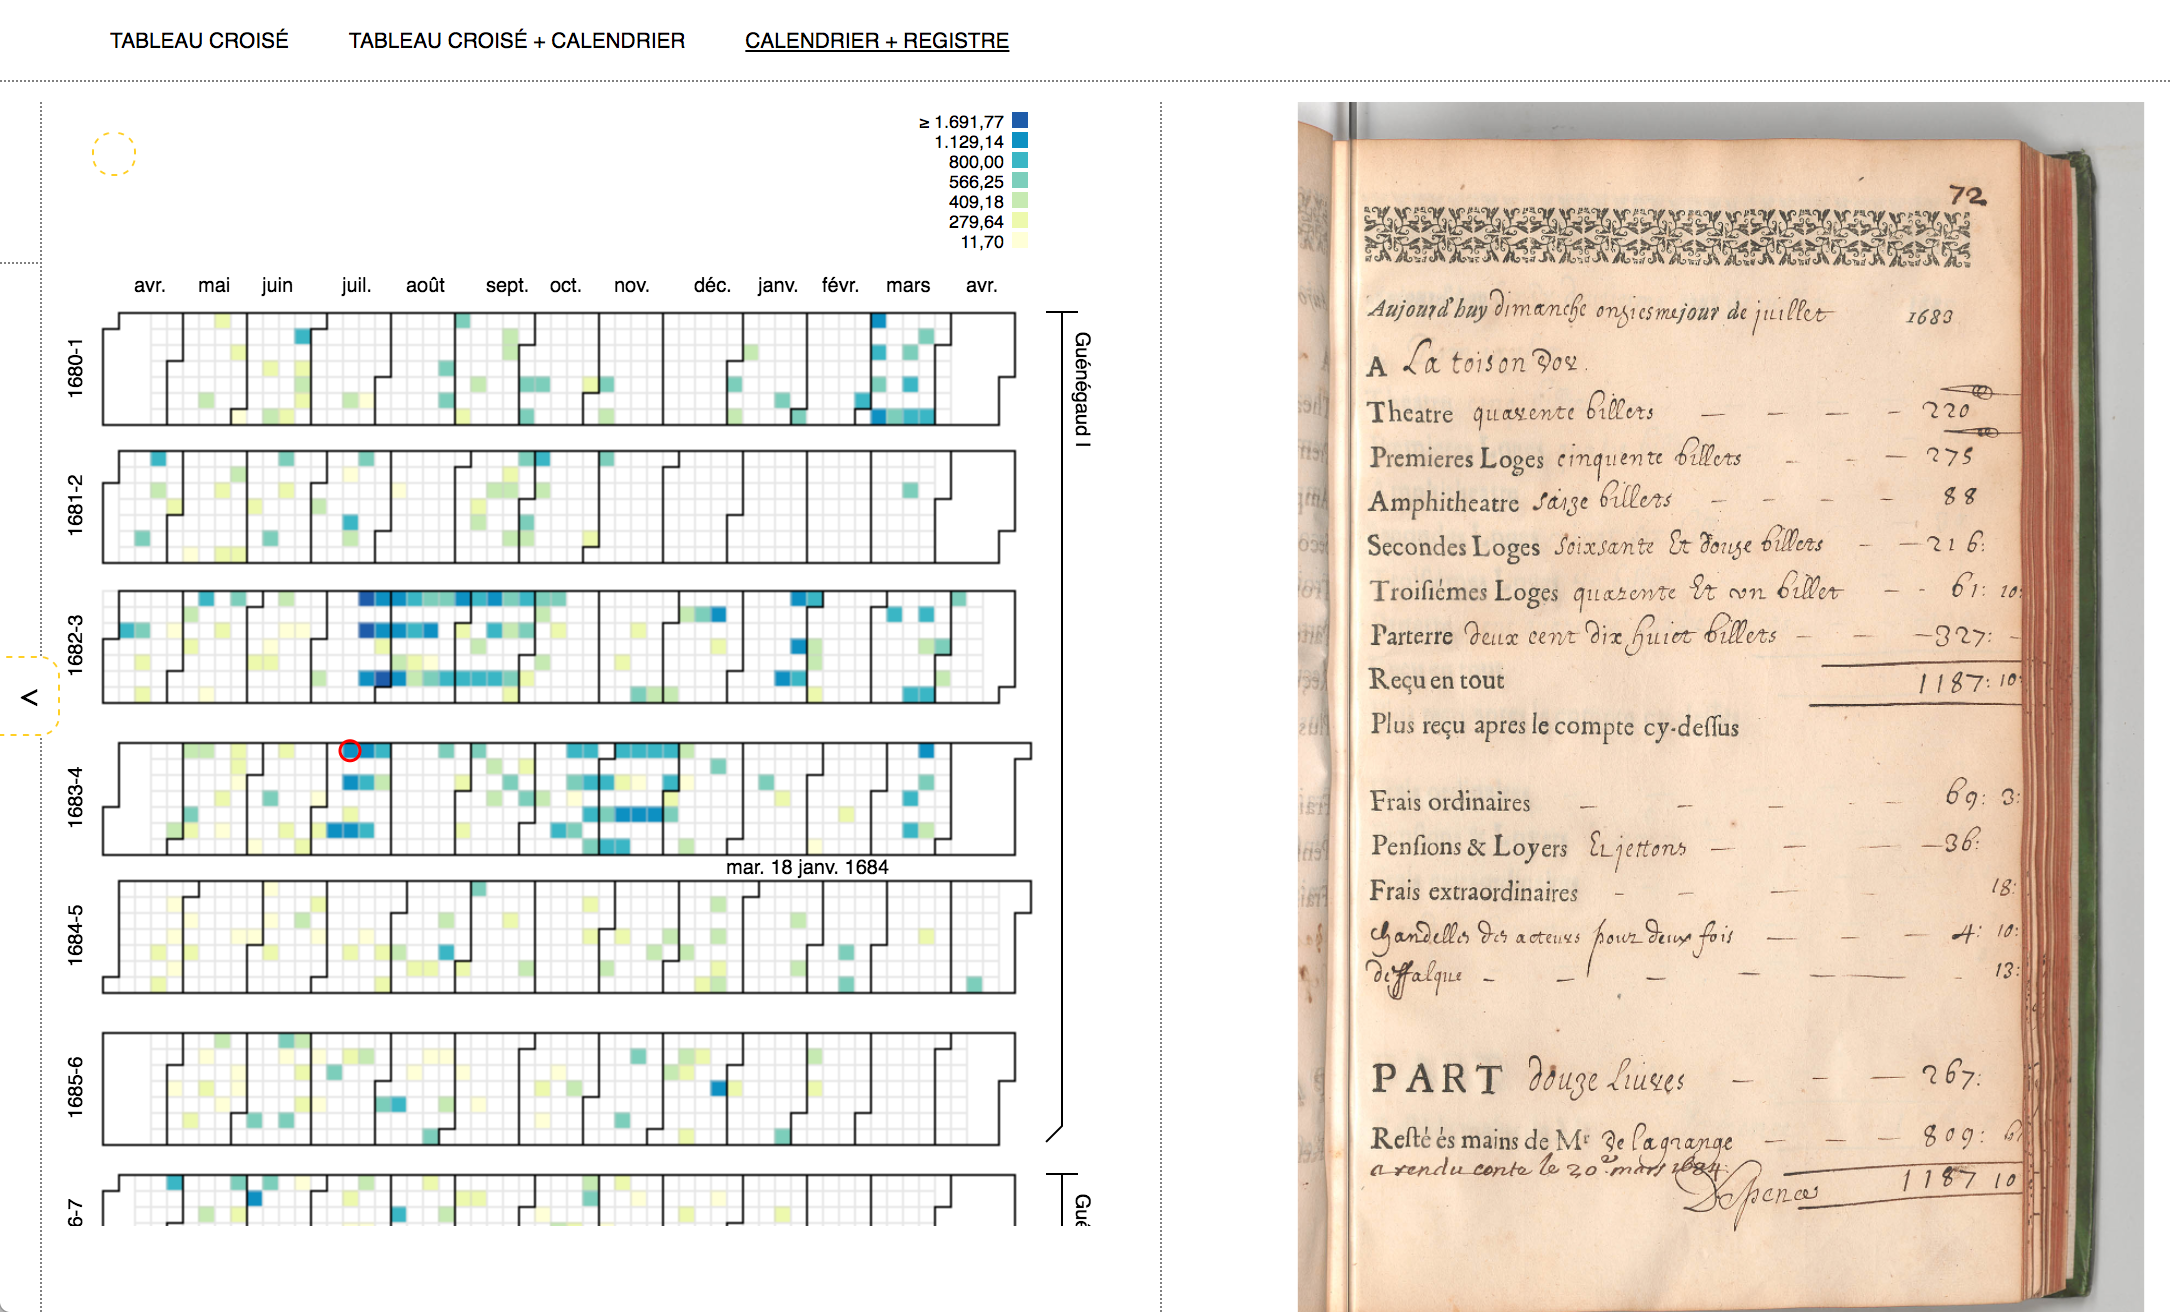 TABLEAU CROISÉ TABLEAU CROISÉ + CALENDRIER CALENDRIER + REGISTRE
≥ 1.691,77
1.129,14
800,00
566,25
409,18
279,64
11,70
avr. mai juin juil. août sept. oct. nov. déc. janv. févr. mars avr.
1680-1
Guénégaud I
1681-2
1682-3
<
1683-4
mar. 18 janv. 1684
1684-5
1685-6
6-7
Gué
72
Aujourd'huy dimanche onziesme jour de juillet 1683
A La toison Dor.
Theatre quarente billets — — — - 220
Premieres Loges cinquente billets - - — 275
Amphitheatre saize billets - - - - 88
Secondes Loges soixsante Et douze billets - — 216:
Troisiémes Loges quarente Et vn billet — - 61: 10:
Parterre deux cent dix huict billets — — — 327: -
Reçu en tout 1187: 10:
Plus reçu apres le compte cy-dessus
Frais ordinaires — — — — 69: 3:
Pensions & Loyers Et jettons — — — — 36:
Frais extraordinaires - — — 18:
chandelles des acteurs pour deux fois — — — 4: 10:
deffalque - — — — — - 13:
PART douze Liures — - — 267:
Resté és mains de Mr De lagrange — — — 809: 6
a rendu conte le 20e mars 1684.
1187 10